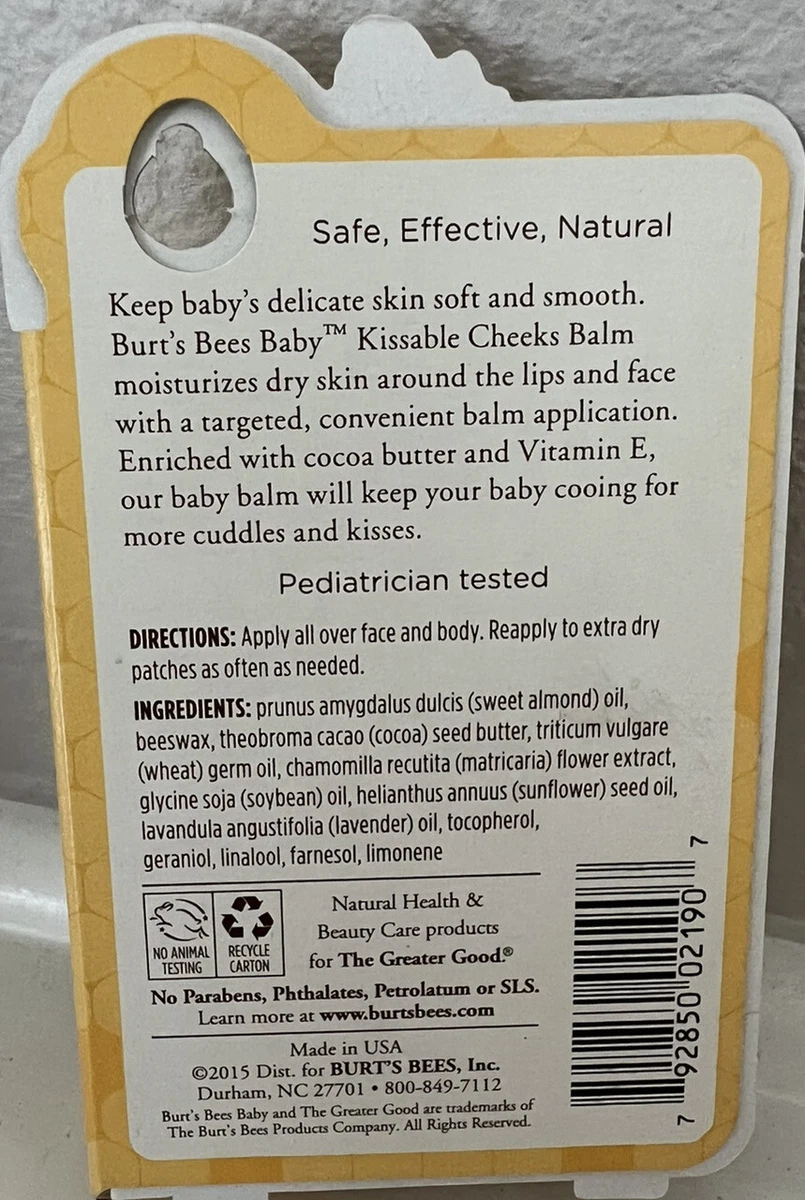 Safe, Effective, Natural
Keep baby's delicate skin soft and smooth.
Burt's Bees Baby™ Kissable Cheeks Balm
moisturizes dry skin around the lips and face
with a targeted, convenient balm application.
Enriched with cocoa butter and Vitamin E,
our baby balm will keep your baby cooing for
more cuddles and kisses.
Pediatrician tested
DIRECTIONS: Apply all over face and body. Reapply to extra dry
patches as often as needed.
INGREDIENTS: prunus amygdalus dulcis (sweet almond) oil,
beeswax, theobroma cacao (cocoa) seed butter, triticum vulgare
(wheat) germ oil, chamomilla recutita (matricaria) flower extract,
glycine soja (soybean) oil, helianthus annuus (sunflower) seed oil,
lavandula angustifolia (lavender) oil, tocopherol,
geraniol, linalool, farnesol, limonene
NO ANIMAL
TESTING
RECYCLE
CARTON
Natural Health &
Beauty Care products
for The Greater Good.®
No Parabens, Phthalates, Petrolatum or SLS.
Learn more at www.burtsbees.com
Made in USA
©2015 Dist. for BURT'S BEES, Inc.
Durham, NC 27701 • 800-849-7112
Burt's Bees Baby and The Greater Good are trademarks of
The Burt's Bees Products Company. All Rights Reserved.
7 92850 02190 7